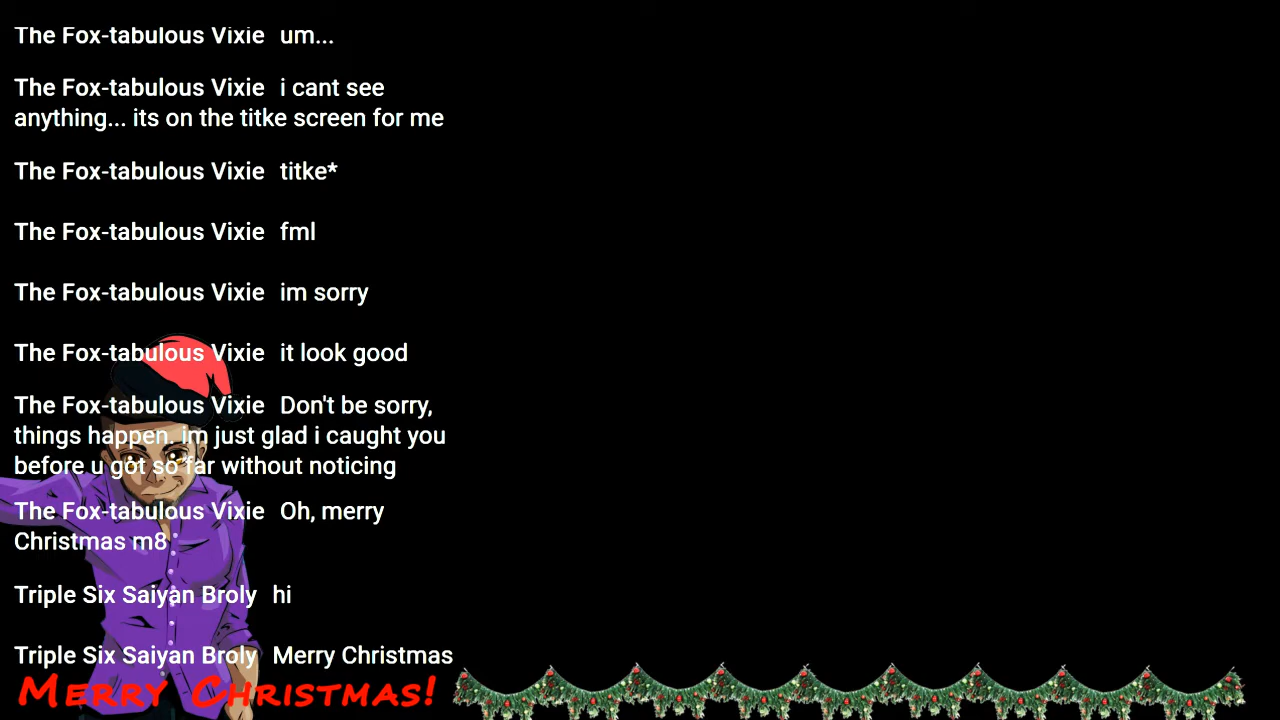 The Fox-tabulous Vixie um...
The Fox-tabulous Vixie i cant see
anything... its on the titke screen for me
The Fox-tabulous Vixie titke*
The Fox-tabulous Vixie fml
The Fox-tabulous Vixie im sorry
The Fox-tabulous Vixie it look good
The Fox-tabulous Vixie Don't be sorry,
things happen. im just glad i caught you
before u got so far without noticing
The Fox-tabulous Vixie Oh, merry
Christmas m8
Triple Six Saiyan Broly hi
Triple Six Saiyan Broly Merry Christmas
Merry Christmas!